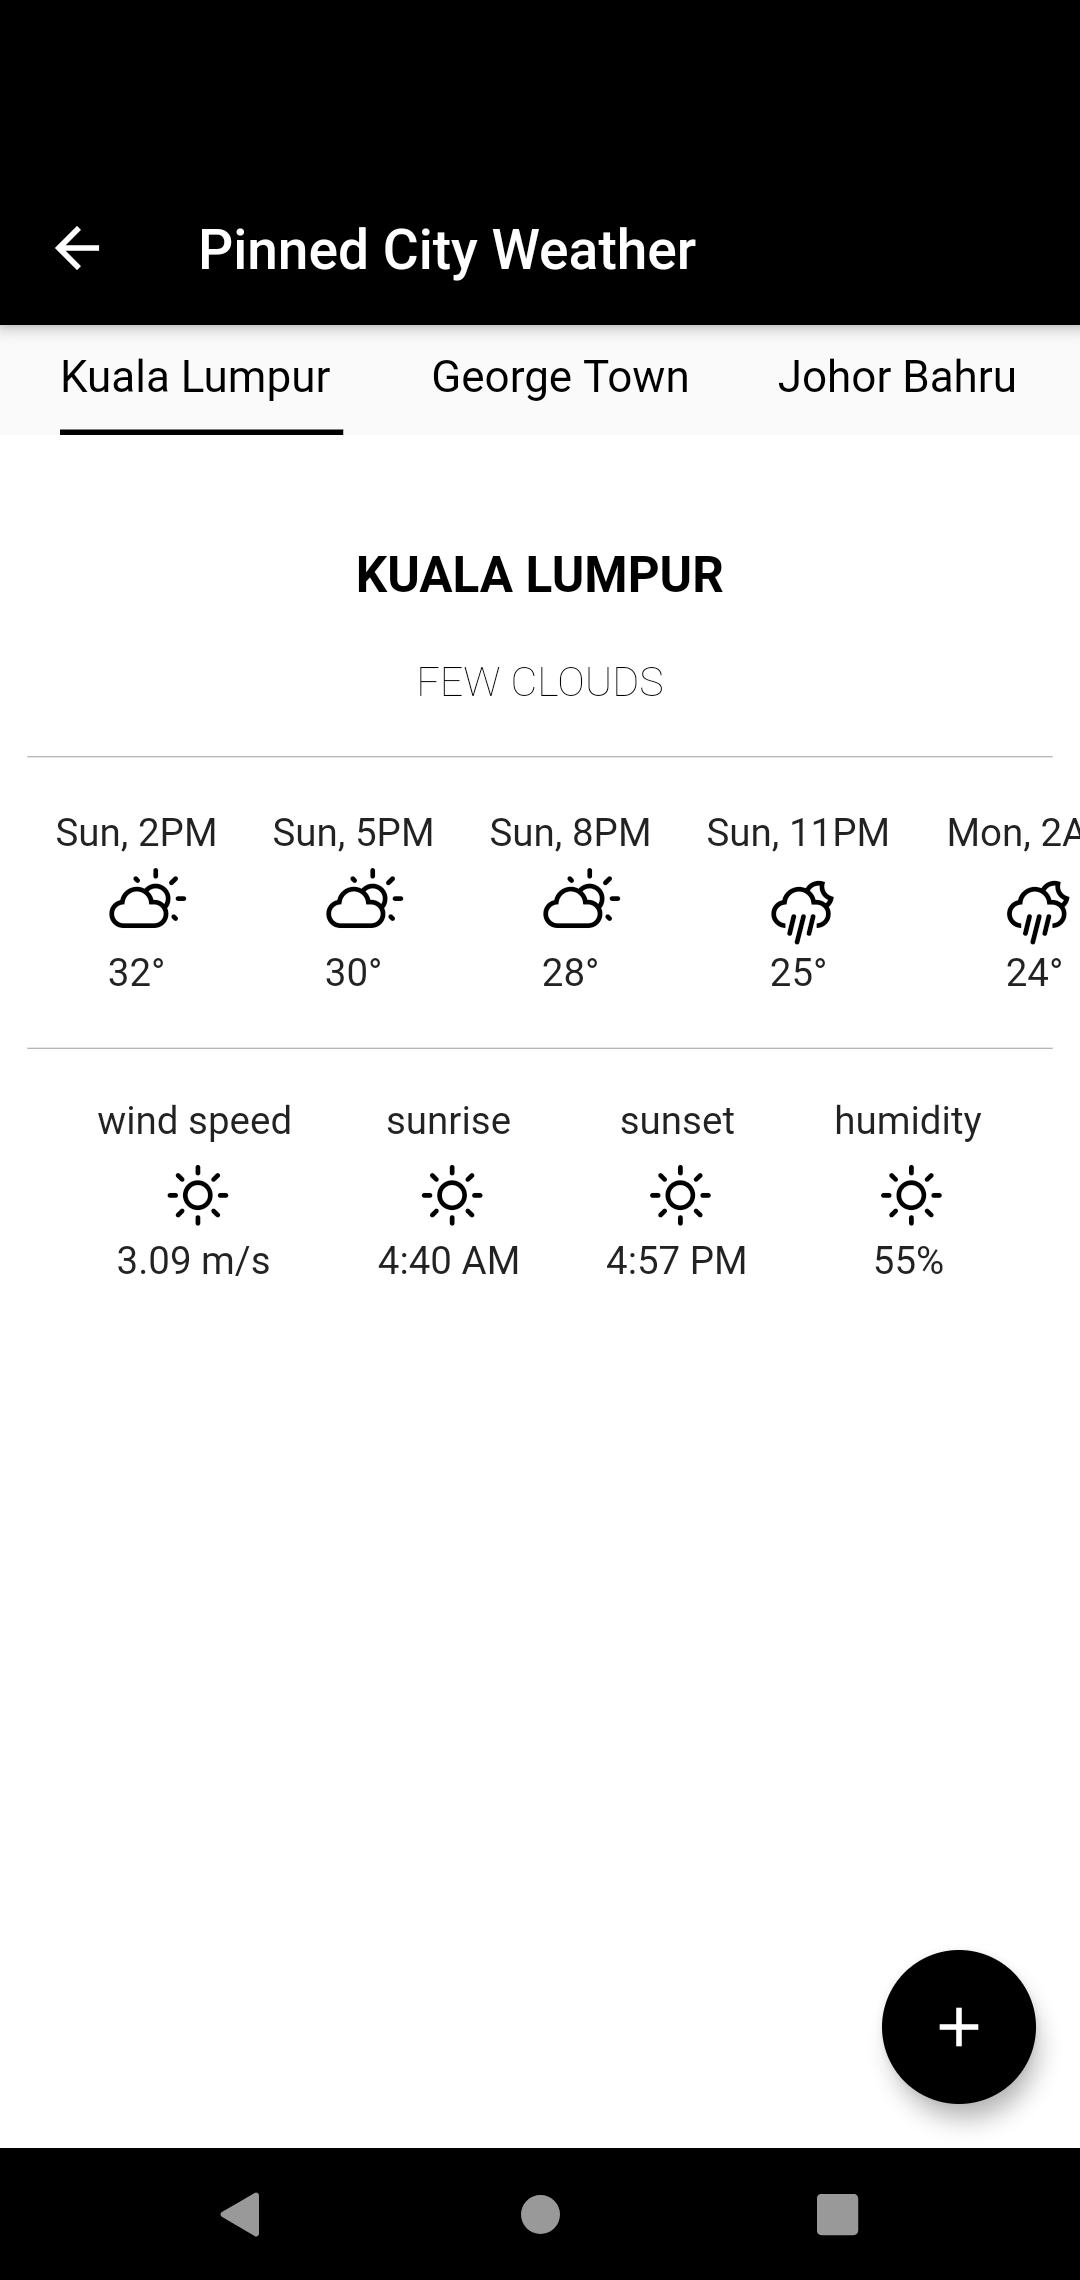 Pinned City Weather
Kuala Lumpur George Town Johor Bahru
KUALA LUMPUR
FEW CLOUDS
Sun, 2PM Sun, 5PM Sun, 8PM Sun, 11PM Mon, 2A
32° 30° 28° 25° 24°
wind speed sunrise sunset humidity
3.09 m/s 4:40 AM 4:57 PM 55%